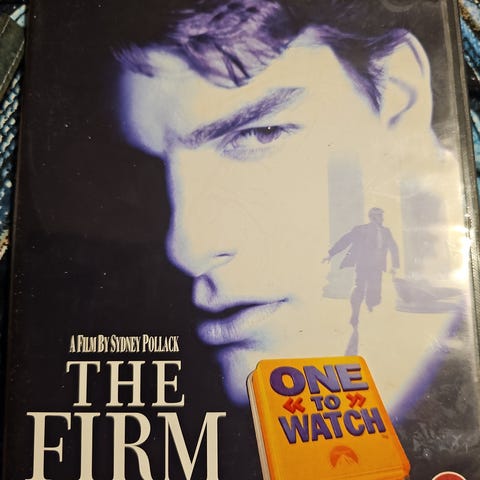 A FILM BY SYDNEY POLLACK
THE
FIRM
ONE
« TO »
WATCH